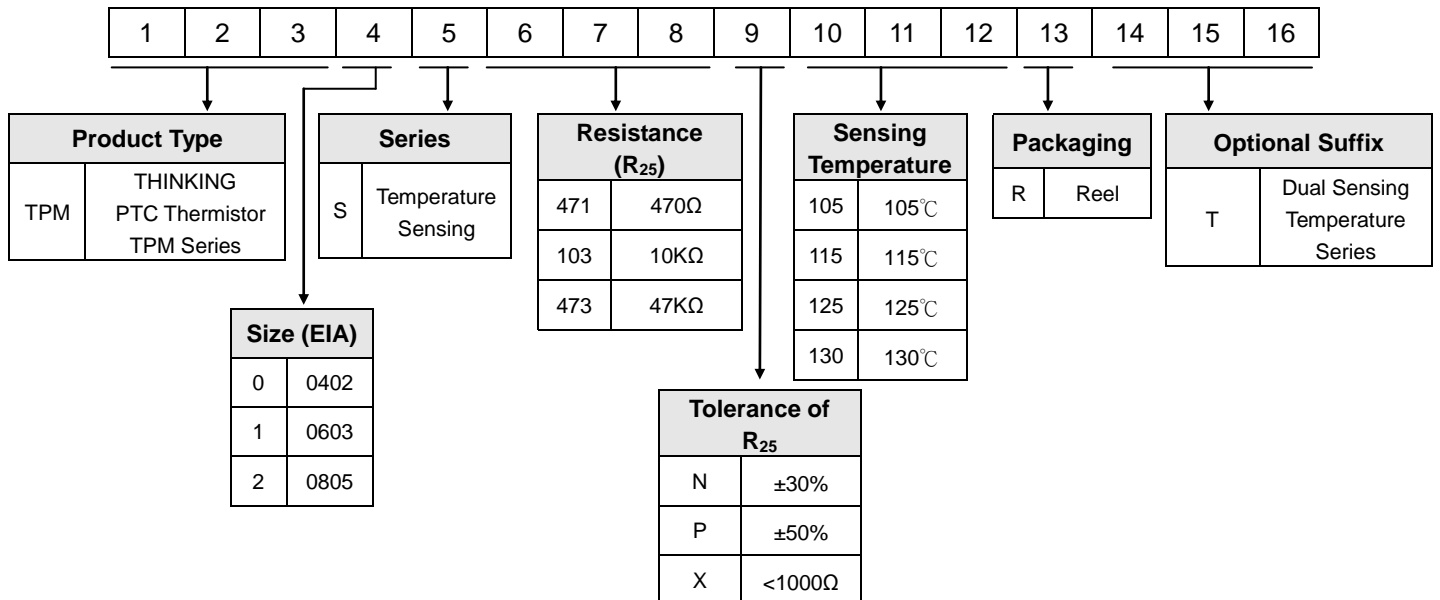 1 2 3 4 5 6 7 8 9 10 11 12 13 14 15 16
Product Type
TPM
THINKING
PTC Thermistor
TPM Series
Size (EIA)
0 0402
1 0603
2 0805
Series
S
Temperature
Sensing
Resistance
(R₂₅)
471 470Ω
103 10KΩ
473 47KΩ
Tolerance of
R₂₅
N ±30%
P ±50%
X <1000Ω
Sensing
Temperature
105 105℃
115 115℃
125 125℃
130 130℃
Packaging
R Reel
Optional Suffix
T
Dual Sensing
Temperature
Series